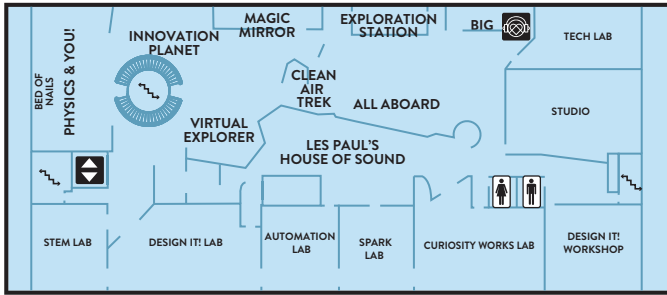 MAGIC
MIRROR
EXPLORATION
STATION
BIG
TECH LAB
INNOVATION
PLANET
BED OF
NAILS
PHYSICS & YOU!
CLEAN
AIR
TREK
ALL ABOARD
STUDIO
VIRTUAL
EXPLORER
LES PAUL'S
HOUSE OF SOUND
STEM LAB
DESIGN IT! LAB
AUTOMATION
LAB
SPARK
LAB
CURIOSITY WORKS LAB
DESIGN IT!
WORKSHOP